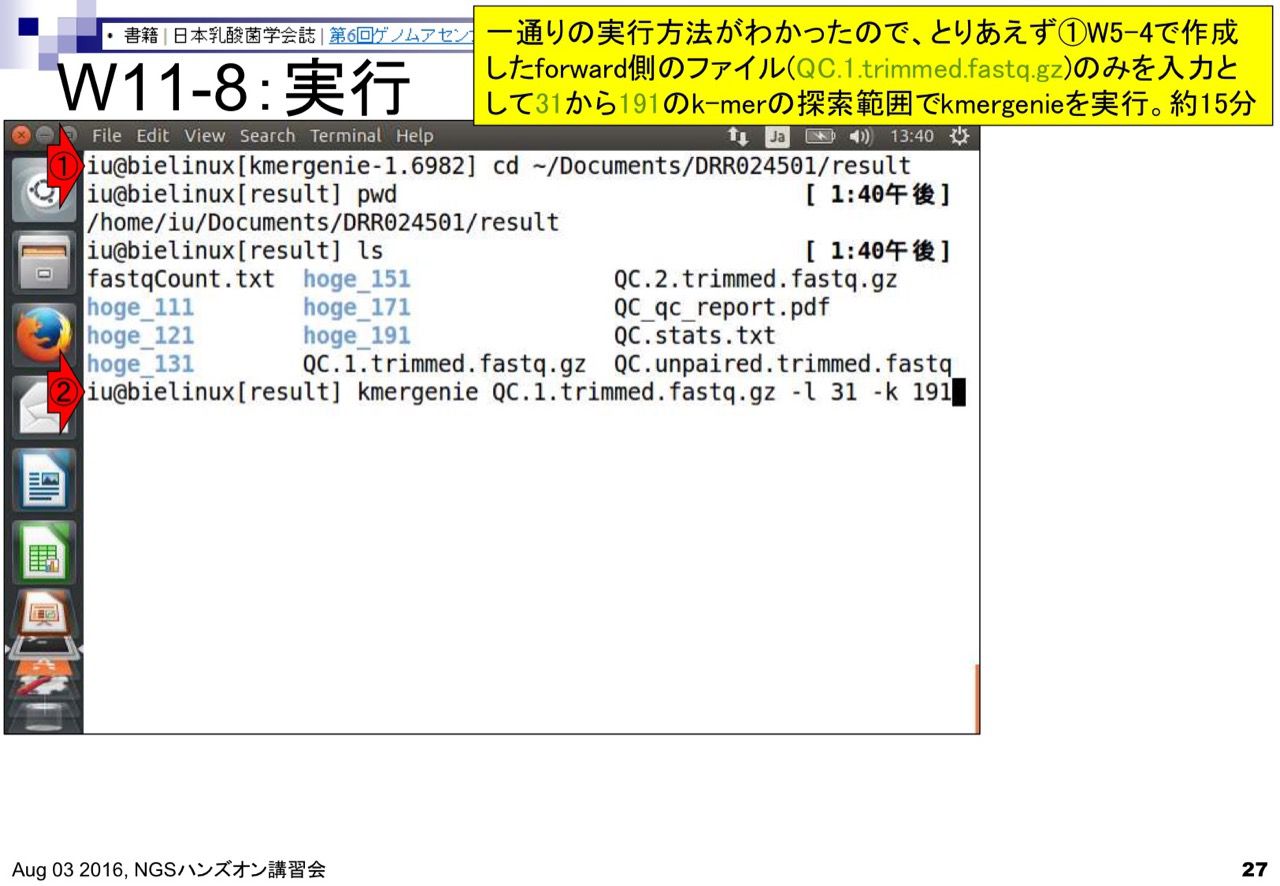 ・ 書籍 | 日本乳酸菌学会誌 | 第6回ゲノムアセン
一通りの実行方法がわかったので、とりあえず①W5-4で作成
したforward側のファイル(QC.1.trimmed.fastq.gz)のみを入力と
して31から191のk-merの探索範囲でkmergenieを実行。約15分
W11-8：実行
File Edit View Search Terminal Help Ja 13:40
① iu@bielinux[kmergenie-1.6982] cd ~/Documents/DRR024501/result
iu@bielinux[result] pwd [ 1:40午後]
/home/iu/Documents/DRR024501/result
iu@bielinux[result] ls [ 1:40午後]
fastqCount.txt hoge_151 QC.2.trimmed.fastq.gz
hoge_111 hoge_171 QC_qc_report.pdf
hoge_121 hoge_191 QC.stats.txt
hoge_131 QC.1.trimmed.fastq.gz QC.unpaired.trimmed.fastq
② iu@bielinux[result] kmergenie QC.1.trimmed.fastq.gz -l 31 -k 191
Aug 03 2016, NGSハンズオン講習会
27